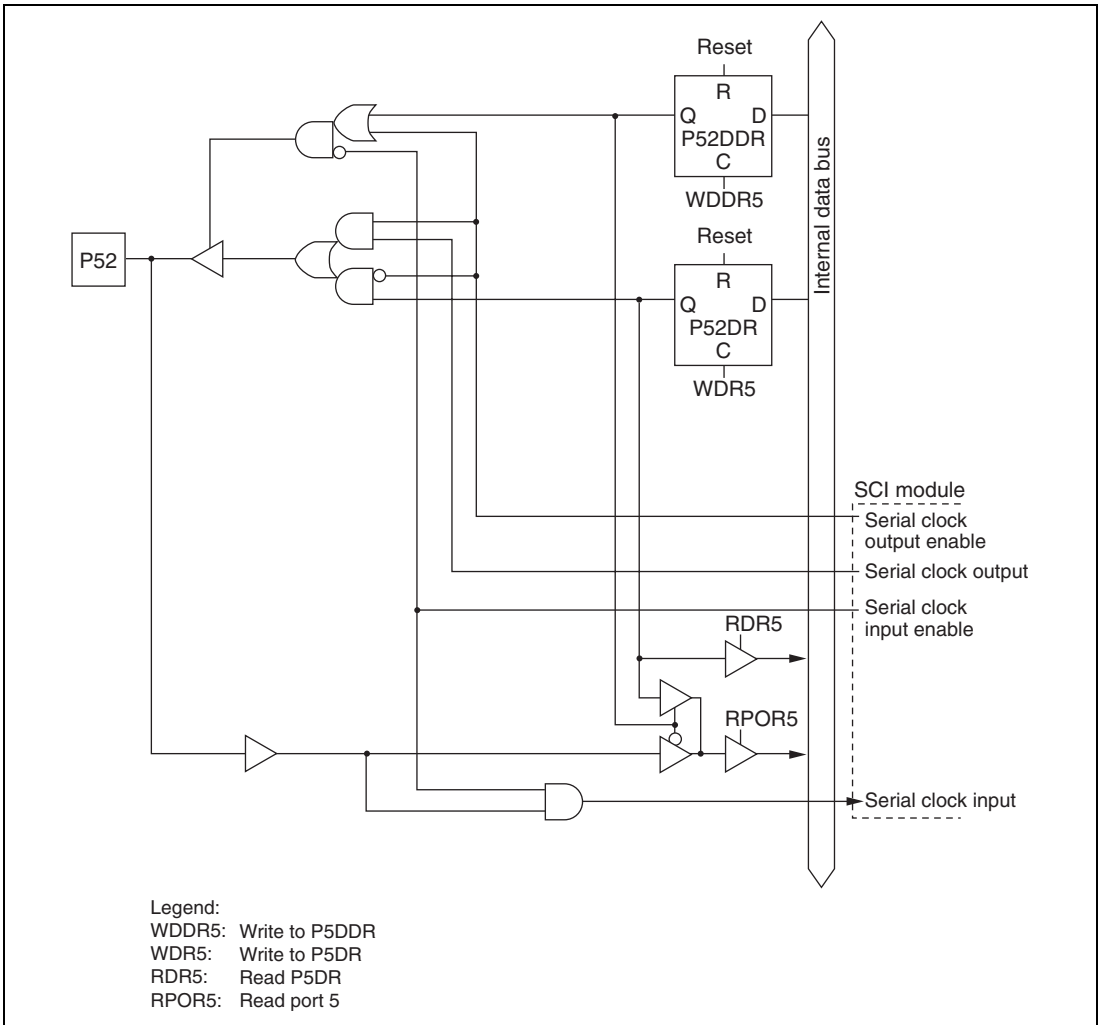 Reset
R
Q D
P52DDR
C
WDDR5
Internal data bus
Reset
P52
R
Q D
P52DR
C
WDR5
SCI module
Serial clock
output enable
Serial clock output
Serial clock
input enable
RDR5
RPOR5
Serial clock input
Legend:
WDDR5: Write to P5DDR
WDR5: Write to P5DR
RDR5: Read P5DR
RPOR5: Read port 5